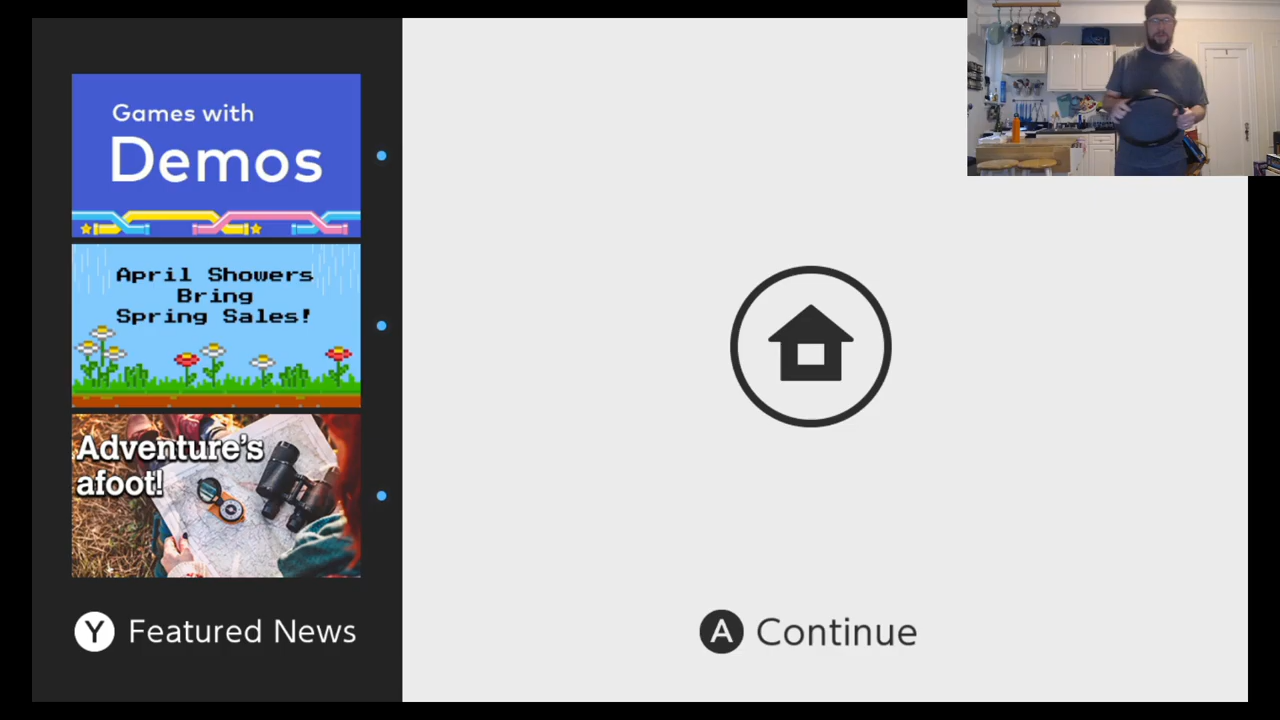 Games with
Demos
April Showers
Bring
Spring Sales!
Adventure's
afoot!
Y Featured News
A Continue